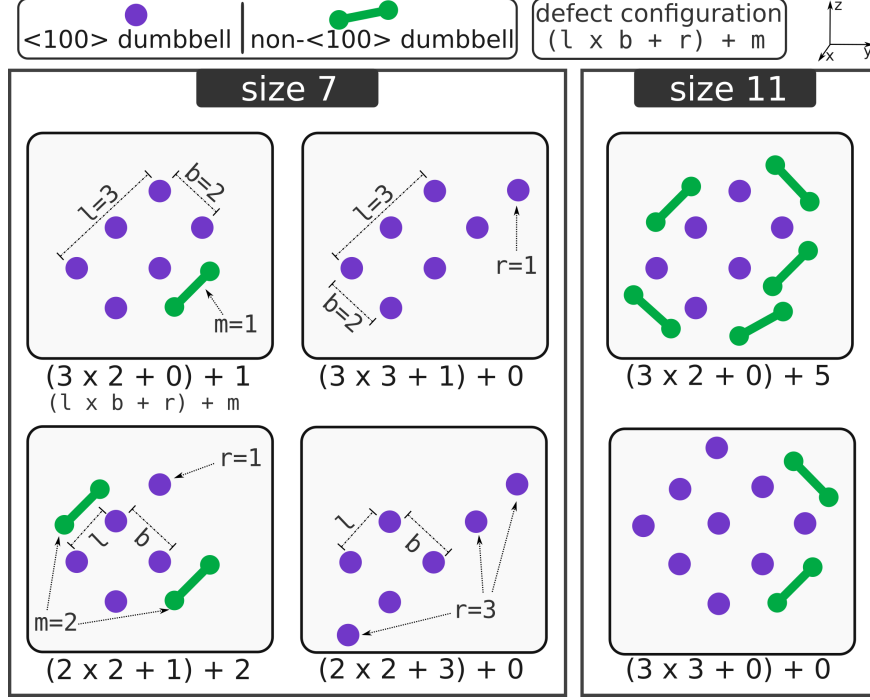 <100> dumbbell
non-<100> dumbbell
defect configuration
(l x b + r) + m
z
y
x
size 7
size 11
l=3
b=2
m=1
(3 x 2 + 0) + 1
(l x b + r) + m
l=3
b=2
r=1
(3 x 3 + 1) + 0
(3 x 2 + 0) + 5
r=1
l
b
m=2
(2 x 2 + 1) + 2
l
b
r=3
(2 x 2 + 3) + 0
(3 x 3 + 0) + 0